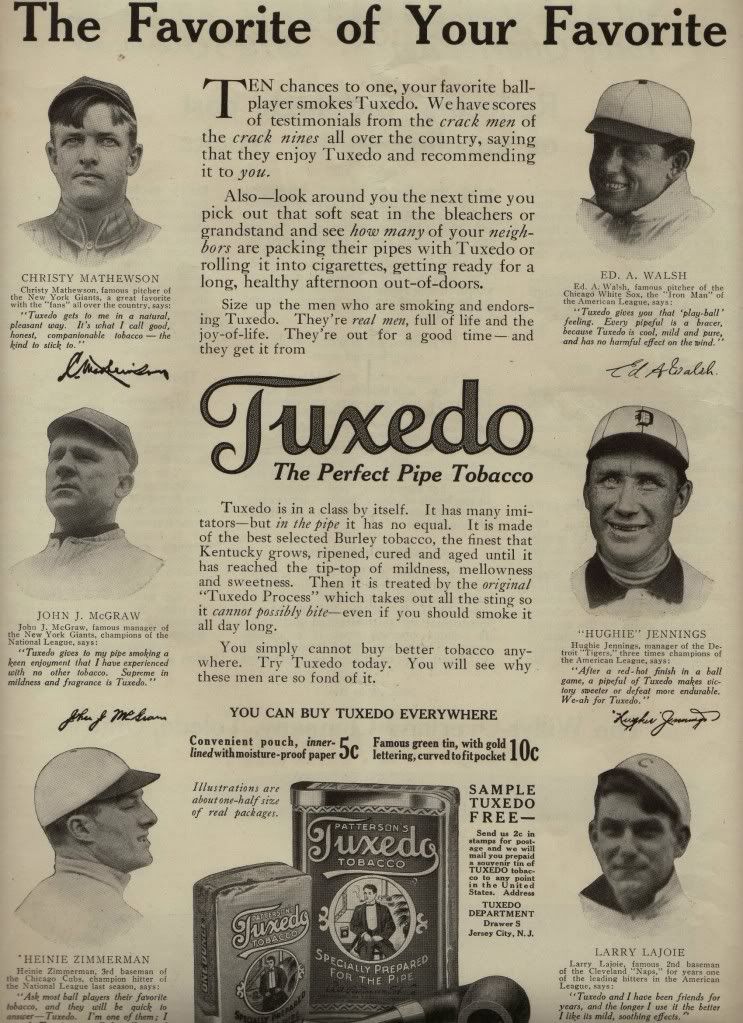 The Favorite of Your Favorite
CHRISTY MATHEWSON
Christy Mathewson, famous pitcher of
the New York Giants, a great favorite
with the "fans" all over the country, says:
"Tuxedo gets to me in a natural,
pleasant way. It's what I call good,
honest, companionable tobacco—the
kind to stick to."
C. Mathewson
JOHN J. McGRAW
John J. McGraw, famous manager of
the New York Giants, champions of the
National League, says:
"Tuxedo gives to my pipe smoking a
keen enjoyment that I have experienced
with no other tobacco. Supreme in
mildness and fragrance is Tuxedo."
John J McGraw
HEINIE ZIMMERMAN
Heinie Zimmerman, 3rd baseman of
the Chicago Cubs, champion hitter of
the National League last season, says:
"Ask most ball players their favorite
tobacco, and they will be quick to
answer—Tuxedo. I'm one of them; I
TEN chances to one, your favorite ball-
player smokes Tuxedo. We have scores
of testimonials from the crack men of
the crack nines all over the country, saying
that they enjoy Tuxedo and recommending
it to you.
Also—look around you the next time you
pick out that soft seat in the bleachers or
grandstand and see how many of your neigh-
bors are packing their pipes with Tuxedo or
rolling it into cigarettes, getting ready for a
long, healthy afternoon out-of-doors.
Size up the men who are smoking and endors-
ing Tuxedo. They're real men, full of life and the
joy-of-life. They're out for a good time—and
they get it from
Tuxedo
The Perfect Pipe Tobacco
Tuxedo is in a class by itself. It has many imi-
tators—but in the pipe it has no equal. It is made
of the best selected Burley tobacco, the finest that
Kentucky grows, ripened, cured and aged until it
has reached the tip-top of mildness, mellowness
and sweetness. Then it is treated by the original
"Tuxedo Process" which takes out all the sting so
it cannot possibly bite—even if you should smoke it
all day long.
You simply cannot buy better tobacco any-
where. Try Tuxedo today. You will see why
these men are so fond of it.
YOU CAN BUY TUXEDO EVERYWHERE
Convenient pouch, inner-
lined with moisture-proof paper 5c
Famous green tin, with gold
lettering, curved to fit pocket 10c
Illustrations are
about one-half size
of real packages.
PATTERSON'S
Tuxedo
TOBACCO
SPECIALLY PREPARED
FOR THE PIPE
PATTERSON'S
Tuxedo
TOBACCO
SPECIALLY PREPARED
SAMPLE
TUXEDO
FREE—
Send us 2c in
stamps for post-
age and we will
mail you prepaid
a souvenir tin of
TUXEDO tobac-
co to any point
in the United
States. Address
TUXEDO
DEPARTMENT
Drawer S
Jersey City, N. J.
ED. A. WALSH
Ed. A. Walsh, famous pitcher of the
Chicago White Sox, the "Iron Man" of
the American League, says:
"Tuxedo gives you that 'play-ball'
feeling. Every pipeful is a bracer,
because Tuxedo is cool, mild and pure,
and has no harmful effect on the wind."
Ed A Walsh.
D
"HUGHIE" JENNINGS
Hughie Jennings, manager of the De-
troit "Tigers," three times champions of
the American League, says:
"After a red-hot finish in a ball
game, a pipeful of Tuxedo makes vic-
tory sweeter or defeat more endurable.
We-ah for Tuxedo."
"Hughie Jennings"
C
LARRY LAJOIE
Larry Lajoie, famous 2nd baseman
of the Cleveland "Naps," for years one
of the leading hitters in the American
League, says:
"Tuxedo and I have been friends for
years, and the longer I use it the better
I like its mild, soothing effects."